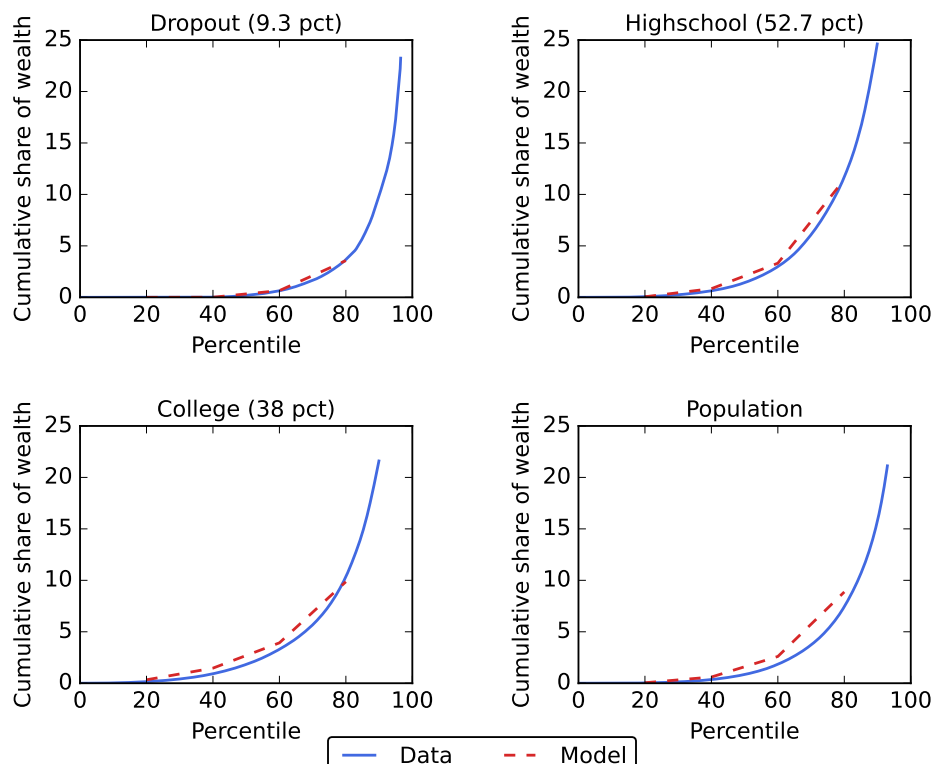 Dropout (9.3 pct)
Cumulative share of wealth
25
20
15
10
5
0
0 20 40 60 80 100
Percentile
Highschool (52.7 pct)
Cumulative share of wealth
25
20
15
10
5
0
0 20 40 60 80 100
Percentile
College (38 pct)
Cumulative share of wealth
25
20
15
10
5
0
0 20 40 60 80 100
Percentile
Population
Cumulative share of wealth
25
20
15
10
5
0
0 20 40 60 80 100
Percentile
Data Model